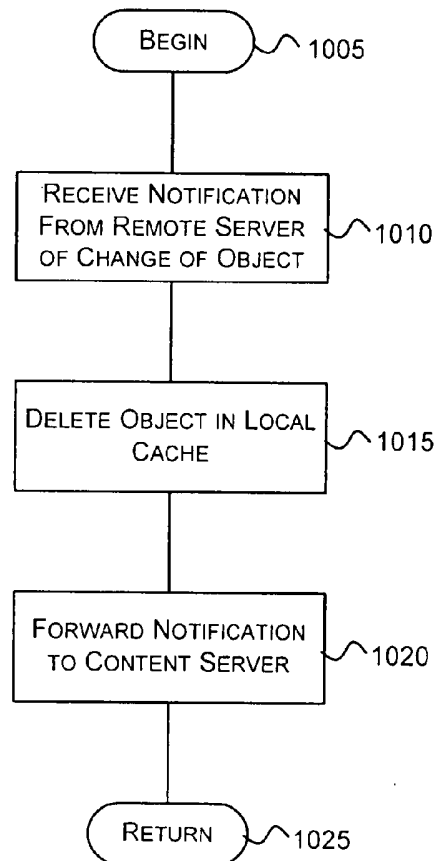 BEGIN
1005
RECEIVE NOTIFICATION
FROM REMOTE SERVER
OF CHANGE OF OBJECT
1010
DELETE OBJECT IN LOCAL
CACHE
1015
FORWARD NOTIFICATION
TO CONTENT SERVER
1020
RETURN
1025